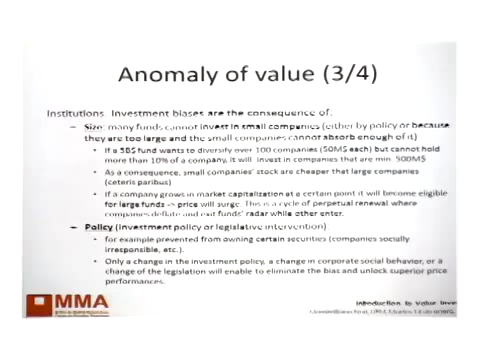 Anomaly of value (3/4)
Institutions. Investment biases are the consequence of:
– Size: many funds cannot invest in small companies (either by policy or because
they are too large and the small companies cannot absorb enough of it)
• If a 5B$ fund wants to diversify over 100 companies (50M$ each) but cannot hold
more than 10% of a company, it will invest in companies that are min. 500M$
• As a consequence, small companies' stock are cheaper that large companies
(ceteris paribus)
• If a company grows in market capitalization at a certain point it will become eligible
for large funds -> price will surge. This is a cycle of perpetual renewal where
companies deflate and exit funds' radar while other enter.
– Policy (investment policy or legislative intervention)
• for example prevented from owning certain securities (companies socially
irresponsible, etc.).
• Only a change in the investment policy, a change in corporate social behavior, or a
change of the legislation will enable to eliminate the bias and unlock superior price
performances.
MMA
Introduction to Value Inve